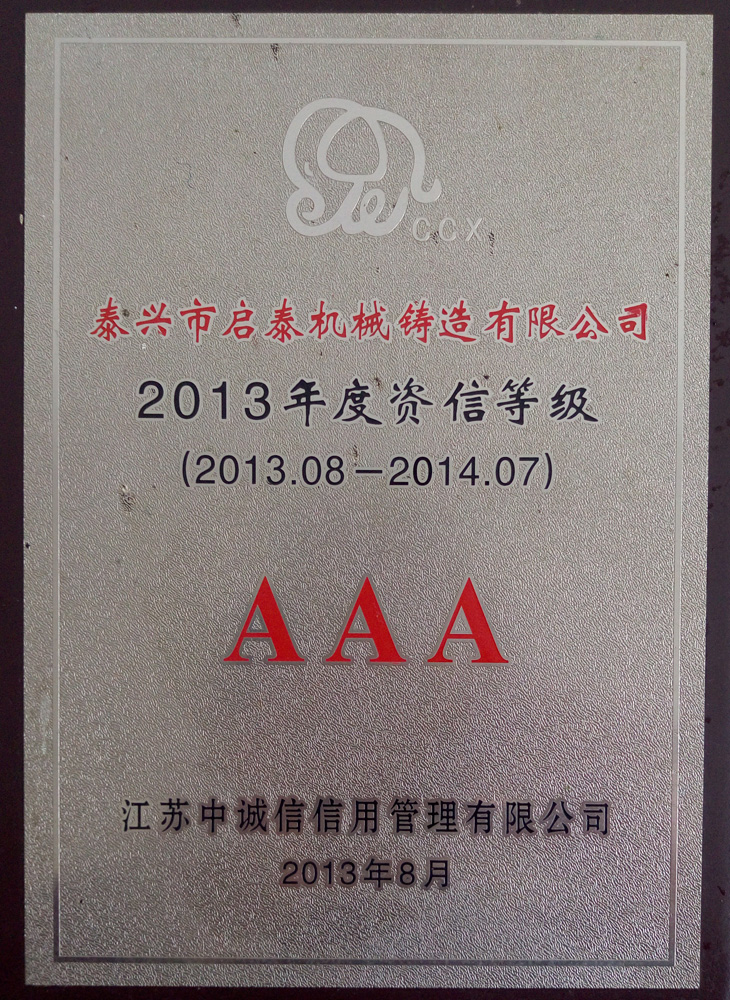 CCX
泰兴市启泰机械铸造有限公司
2013年度资信等级
(2013.08—2014.07)
AAA
江苏中诚信信用管理有限公司
2013年8月